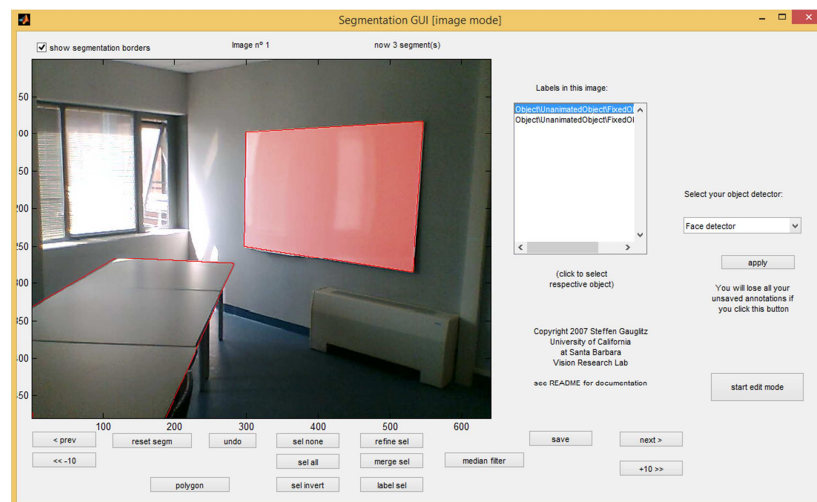 Segmentation GUI [image mode]
show segmentation borders
Image nº 1
now 3 segment(s)
50
00
50
200
250
300
350
400
450
100
200
300
400
500
600
Labels in this image:
Object\UnanimatedObject\FixedOl
Object\UnanimatedObject\FixedOl
(click to select
respective object)
Copyright 2007 Steffen Gauglitz
University of California
at Santa Barbara
Vision Research Lab
see README for documentation
Select your object detector:
Face detector
apply
You will lose all your
unsaved annotations if
you click this button
start edit mode
< prev
reset segm
undo
sel none
refine sel
save
next >
<< -10
sel all
merge sel
median filter
+10 >>
polygon
sel invert
label sel